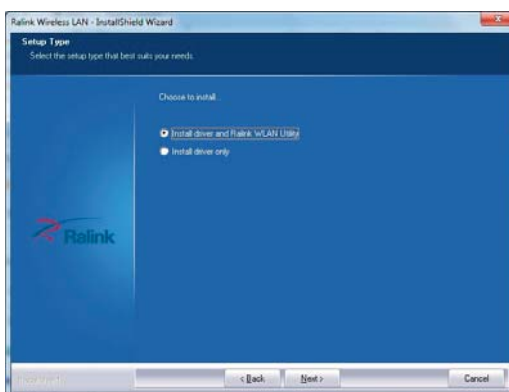 Ralink Wireless LAN - InstallShield Wizard
Setup Type
Select the setup type that best suits your needs.
Choose to install...
Install driver and Ralink WLAN Utility
Install driver only
Ralink
InstallShield
< Back
Next >
Cancel